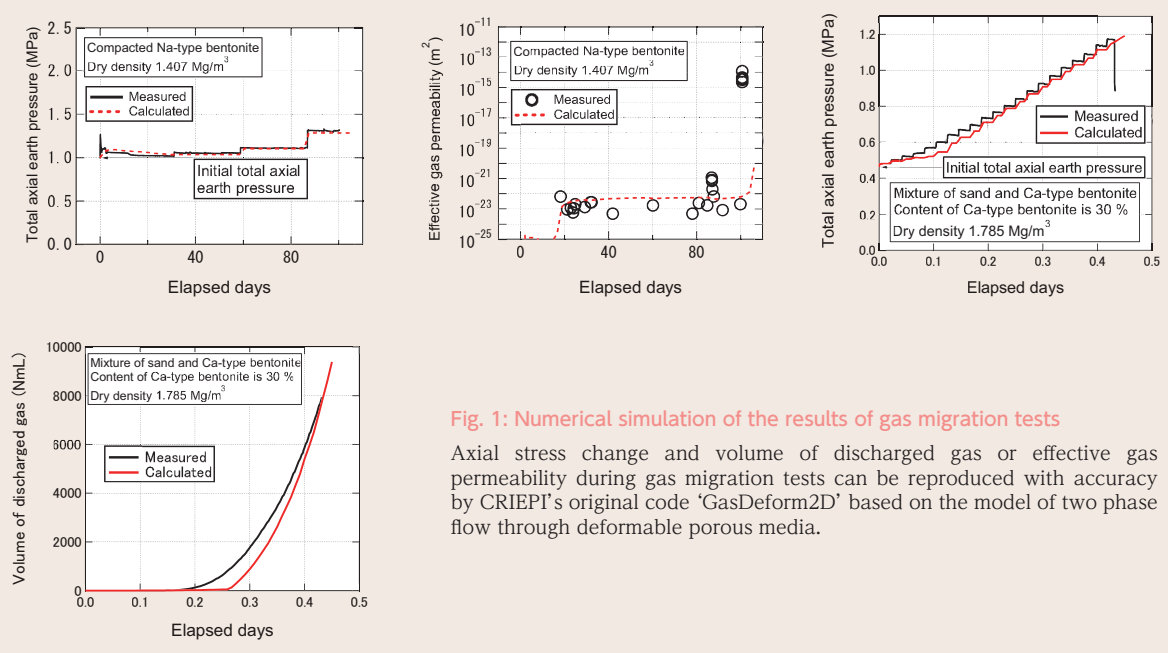 Total axial earth pressure (MPa)
2.5
2.0
1.5
1.0
0.5
0.0
Compacted Na-type bentonite
Dry density 1.407 Mg/m³
Measured
Calculated
Initial total axial
earth pressure
0
40
80
Elapsed days
Effective gas permeability (m²)
10⁻¹¹
10⁻¹³
10⁻¹⁵
10⁻¹⁷
10⁻¹⁹
10⁻²¹
10⁻²³
10⁻²⁵
Compacted Na-type bentonite
Dry density 1.407 Mg/m³
Measured
Calculated
0
40
80
Elapsed days
Total axial earth pressure (MPa)
1.2
1.0
0.8
0.6
0.4
0.2
0.0
Measured
Calculated
Initial total axial earth pressure
Mixture of sand and Ca-type bentonite
Content of Ca-type bentonite is 30 %
Dry density 1.785 Mg/m³
0.0 0.1 0.2 0.3 0.4 0.5
Elapsed days
Volume of discharged gas (NmL)
10000
8000
6000
4000
2000
0
Mixture of sand and Ca-type bentonite
Content of Ca-type bentonite is 30 %
Dry density 1.785 Mg/m³
Measured
Calculated
0.0 0.1 0.2 0.3 0.4 0.5
Elapsed days
Fig. 1: Numerical simulation of the results of gas migration tests
Axial stress change and volume of discharged gas or effective gas
permeability during gas migration tests can be reproduced with accuracy
by CRIEPI’s original code ‘GasDeform2D’ based on the model of two phase
flow through deformable porous media.